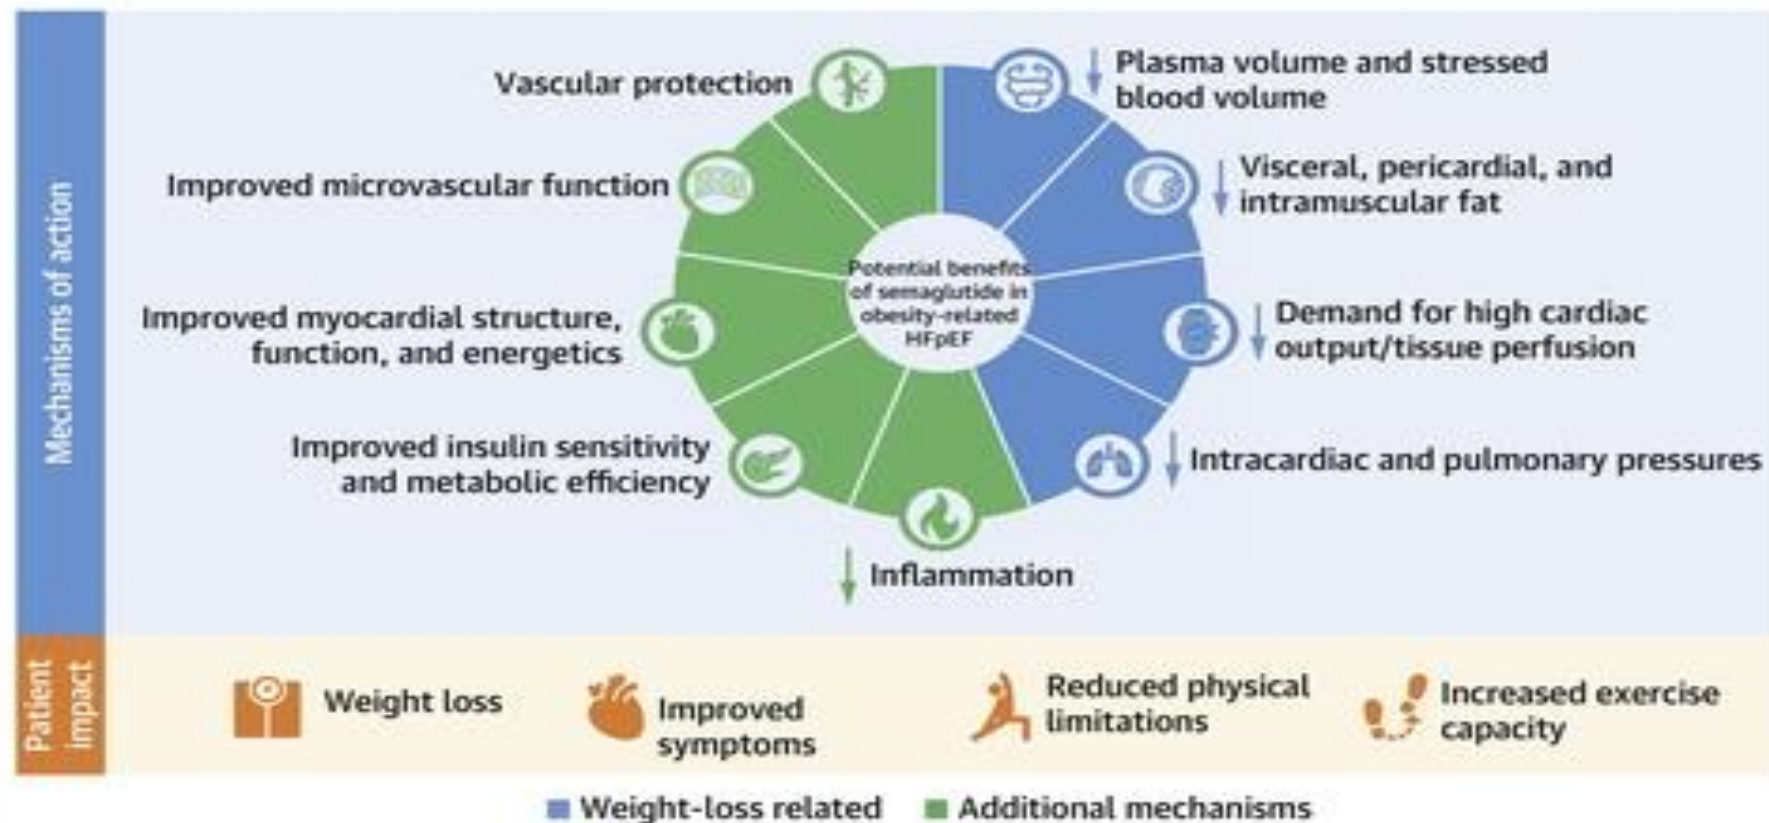 Mechanisms of action
Vascular protection
Improved microvascular function
Improved myocardial structure,
function, and energetics
Improved insulin sensitivity
and metabolic efficiency
Inflammation
Plasma volume and stressed
blood volume
Visceral, pericardial, and
intramuscular fat
Demand for high cardiac
output/tissue perfusion
Intracardiac and pulmonary pressures
Potential benefits
of semaglutide in
obesity-related
HFpEF
Patient
impact
Weight loss
Improved
symptoms
Reduced physical
limitations
Increased exercise
capacity
Weight-loss related
Additional mechanisms